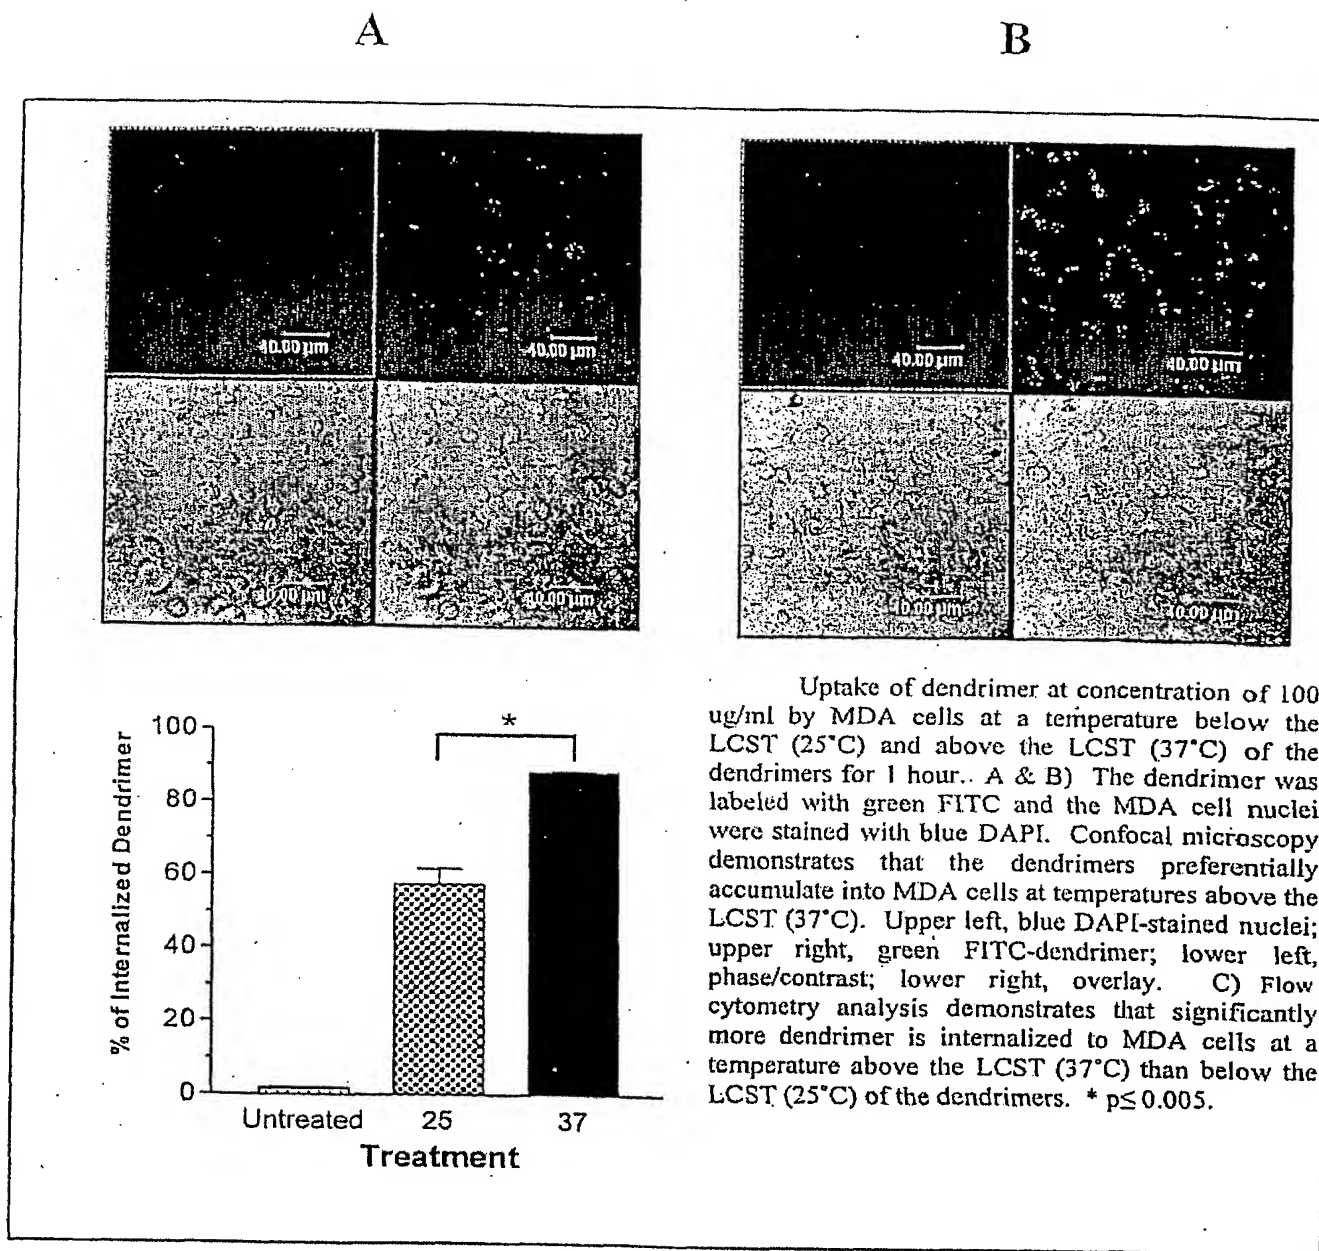 A
B
40.00 µm
40.00 µm
40.00 µm
40.00 µm
40.00 µm
40.00 µm
40.00 µm
40.00 µm
Uptake of dendrimer at concentration of 100
ug/ml by MDA cells at a temperature below the
LCST (25°C) and above the LCST (37°C) of the
dendrimers for 1 hour.. A & B) The dendrimer was
labeled with green FITC and the MDA cell nuclei
were stained with blue DAPI. Confocal microscopy
demonstrates that the dendrimers preferentially
accumulate into MDA cells at temperatures above the
LCST (37°C). Upper left, blue DAPI-stained nuclei;
upper right, green FITC-dendrimer; lower left,
phase/contrast; lower right, overlay. C) Flow
cytometry analysis demonstrates that significantly
more dendrimer is internalized to MDA cells at a
temperature above the LCST (37°C) than below the
LCST (25°C) of the dendrimers. * p≤ 0.005.
% of Internalized Dendrimer
100
80
60
40
20
0
*
Untreated 25 37
Treatment